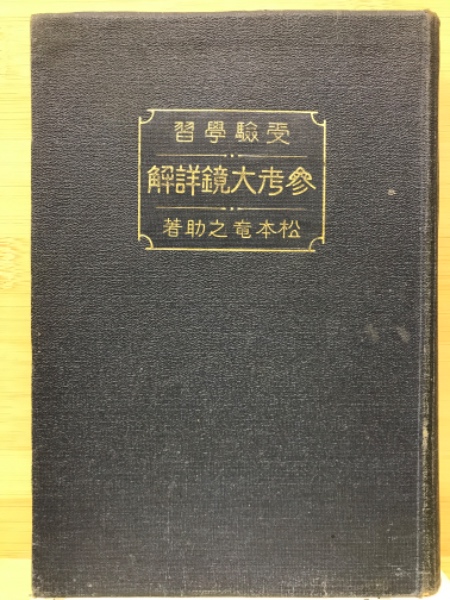 受驗學習
參考大鏡詳解
松本竜之助著